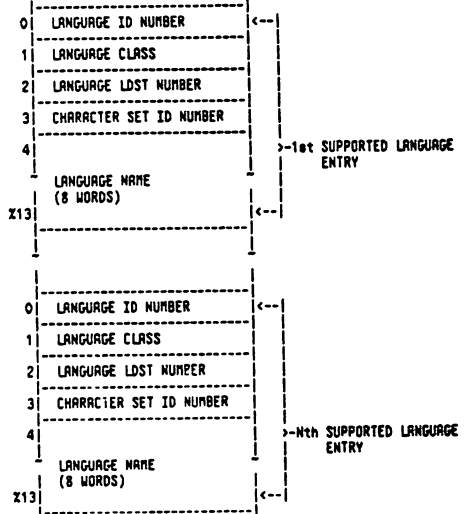 0 LANGUAGE ID NUMBER <--
1 LANGUAGE CLASS
2 LANGUAGE LDST NUMBER
3 CHARACTER SET ID NUMBER
4 >-1st SUPPORTED LANGUAGE
ENTRY
LANGUAGE NAME
(8 WORDS)
%13 <--
0 LANGUAGE ID NUMBER <--
1 LANGUAGE CLASS
2 LANGUAGE LDST NUMBER
3 CHARACTER SET ID NUMBER
4 >-Nth SUPPORTED LANGUAGE
ENTRY
LANGUAGE NAME
(8 WORDS)
%13 <--